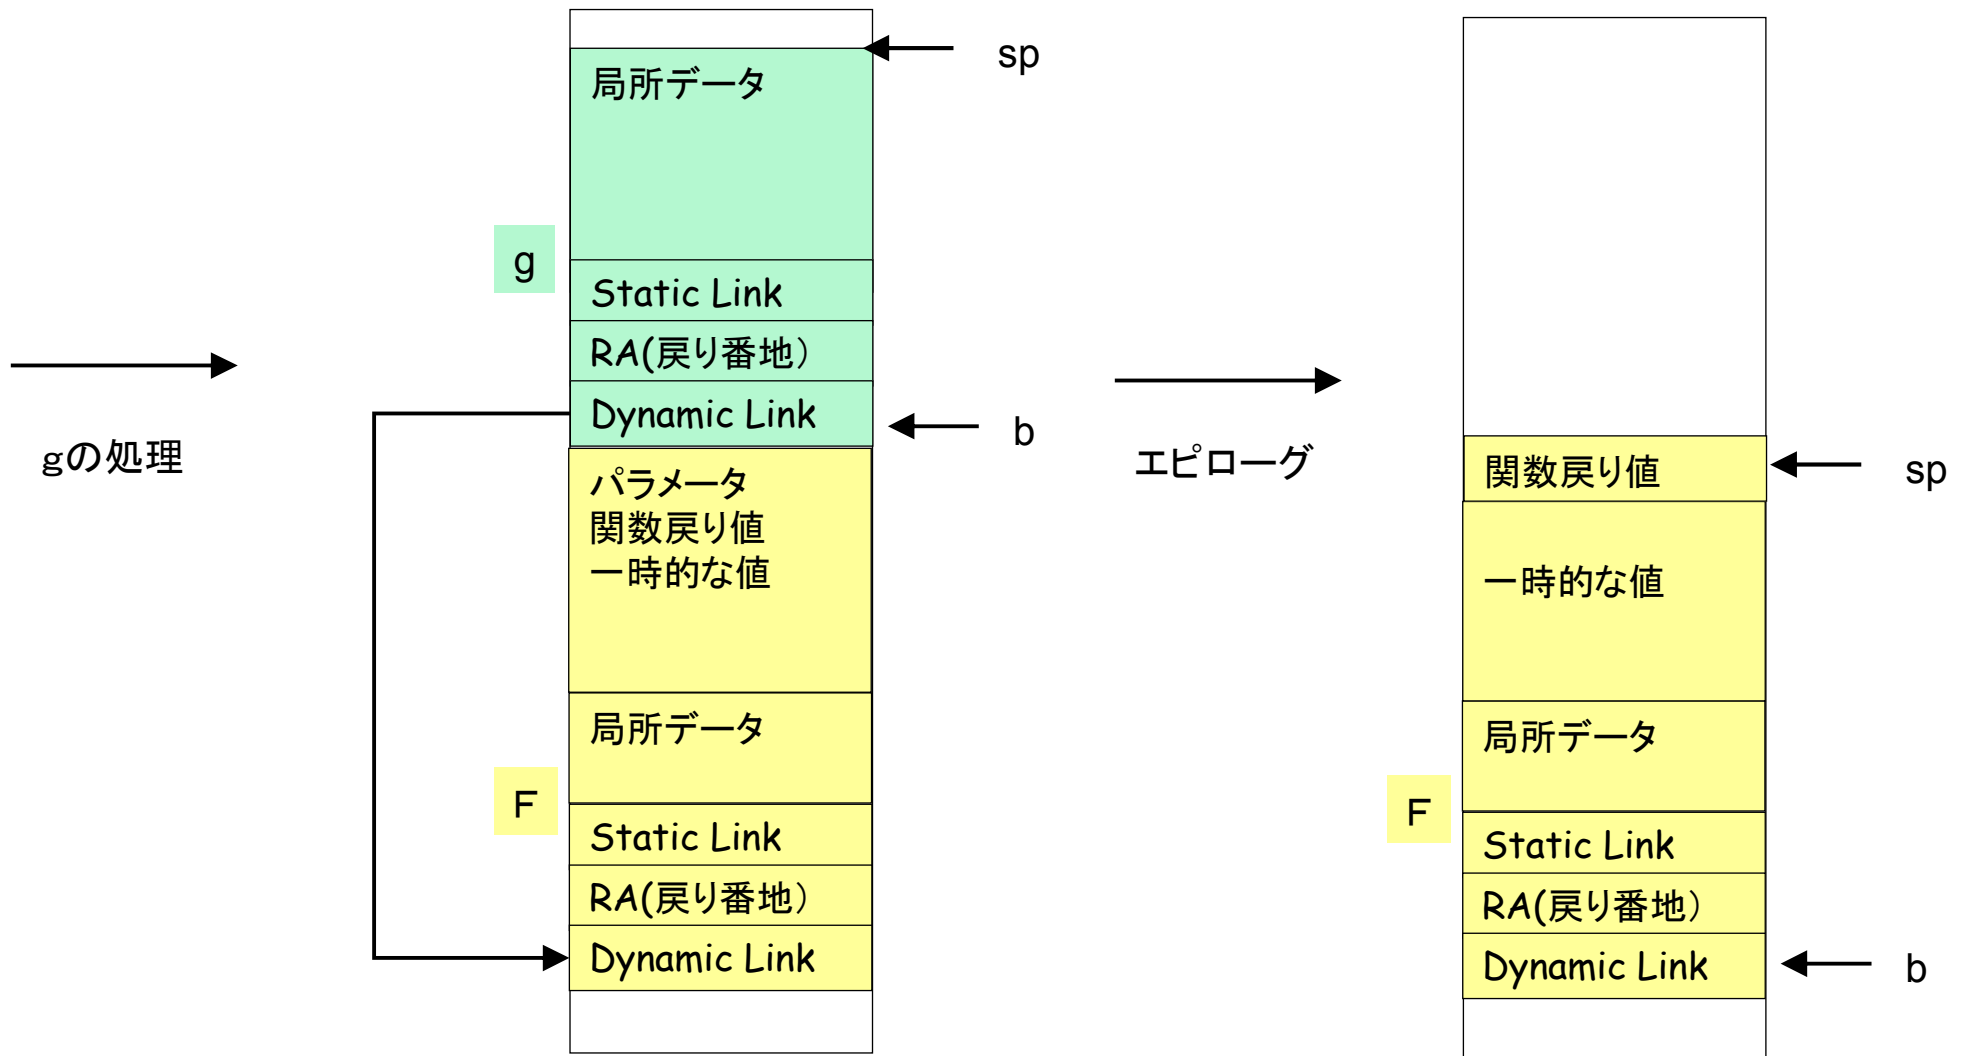 gの処理
sp
局所データ
g
Static Link
RA(戻り番地）
Dynamic Link
b
パラメータ
関数戻り値
一時的な値
局所データ
F
Static Link
RA(戻り番地）
Dynamic Link
エピローグ
関数戻り値
sp
一時的な値
局所データ
F
Static Link
RA(戻り番地）
Dynamic Link
b